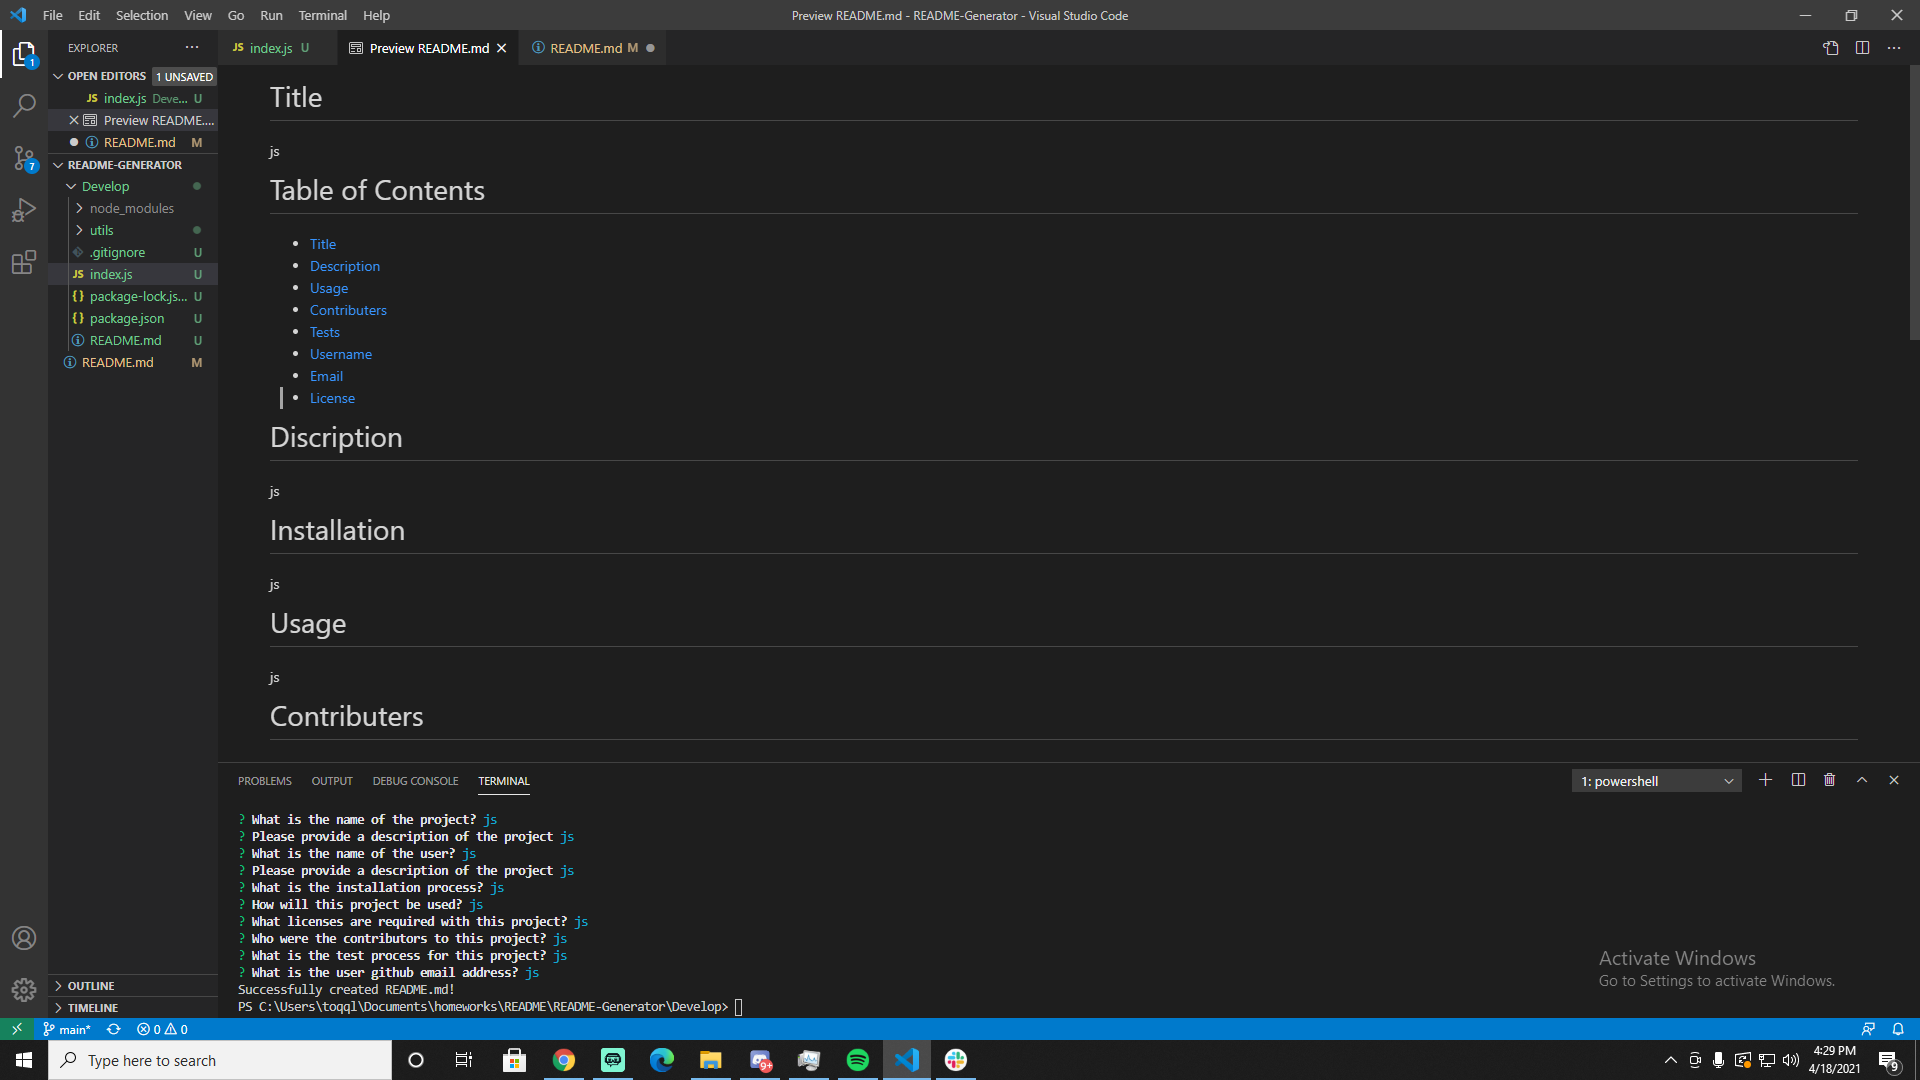 File Edit Selection View Go Run Terminal Help
Preview README.md - README-Generator - Visual Studio Code
EXPLORER
JS index.js U
Preview README.md
README.md M
OPEN EDITORS 1 UNSAVED
JS index.js Deve... U
Preview README....
README.md M
README-GENERATOR
Develop
node_modules
utils
.gitignore U
JS index.js U
{} package-lock.js... U
{} package.json U
README.md U
README.md M
OUTLINE
TIMELINE
1
7
Title
js
Table of Contents
• Title
• Description
• Usage
• Contributers
• Tests
• Username
• Email
• License
Discription
js
Installation
js
Usage
js
Contributers
PROBLEMS OUTPUT DEBUG CONSOLE TERMINAL
1: powershell
? What is the name of the project? js
? Please provide a description of the project js
? What is the name of the user? js
? Please provide a description of the project js
? What is the installation process? js
? How will this project be used? js
? What licenses are required with this project? js
? Who were the contributors to this project? js
? What is the test process for this project? js
? What is the user github email address? js
Successfully created README.md!
PS C:\Users\toqql\Documents\homeworks\README\README-Generator\Develop>
Activate Windows
Go to Settings to activate Windows.
main* 0 0
Type here to search
9+
4:29 PM
4/18/2021
9